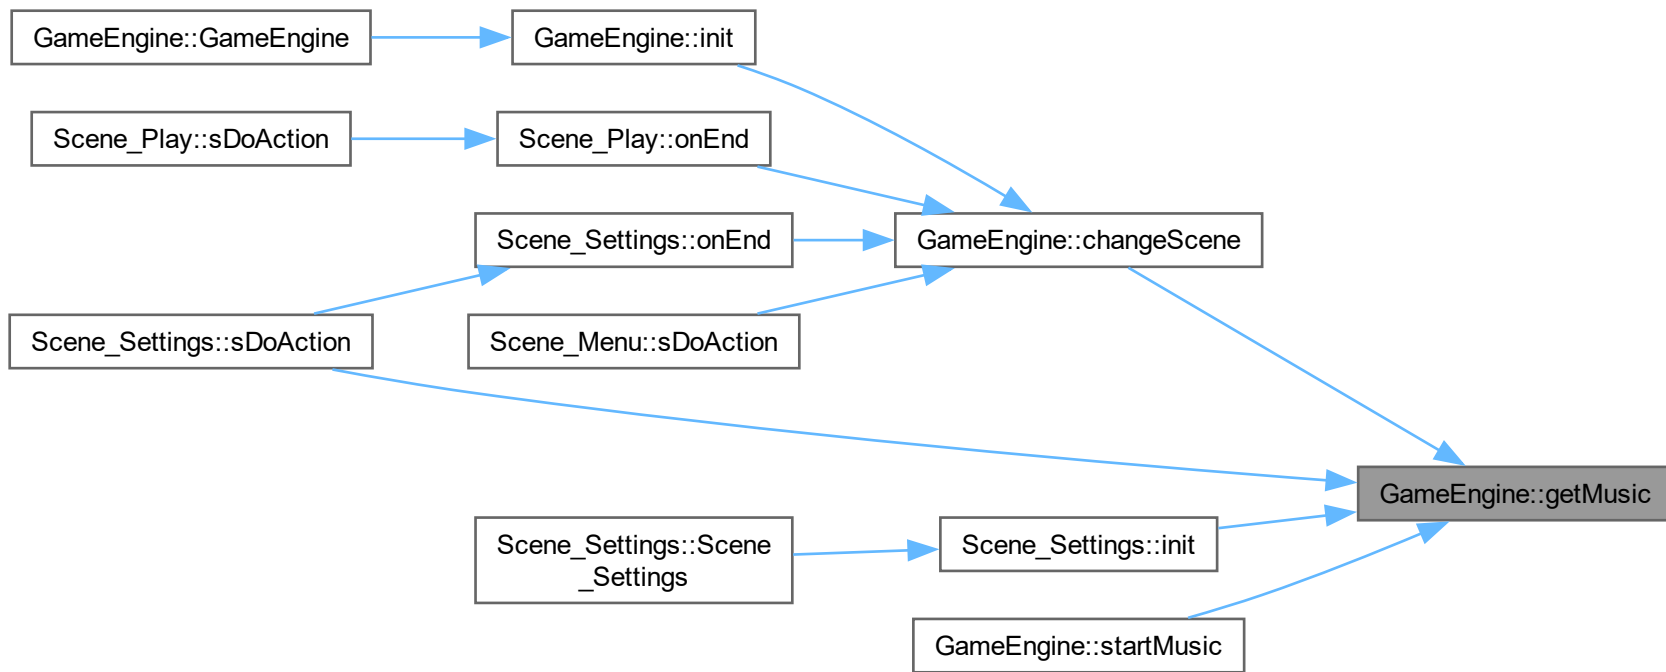 GameEngine::GameEngine
GameEngine::init
Scene_Play::sDoAction
Scene_Play::onEnd
Scene_Settings::onEnd
GameEngine::changeScene
Scene_Settings::sDoAction
Scene_Menu::sDoAction
GameEngine::getMusic
Scene_Settings::Scene
_Settings
Scene_Settings::init
GameEngine::startMusic